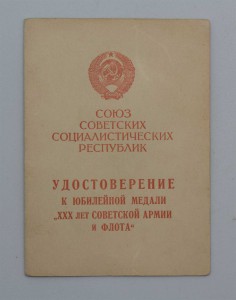 СОЮЗ
СОВЕТСКИХ
СОЦИАЛИСТИЧЕСКИХ
РЕСПУБЛИК
УДОСТОВЕРЕНИЕ
К ЮБИЛЕЙНОЙ МЕДАЛИ
„XXX ЛЕТ СОВЕТСКОЙ АРМИИ
И ФЛОТА“